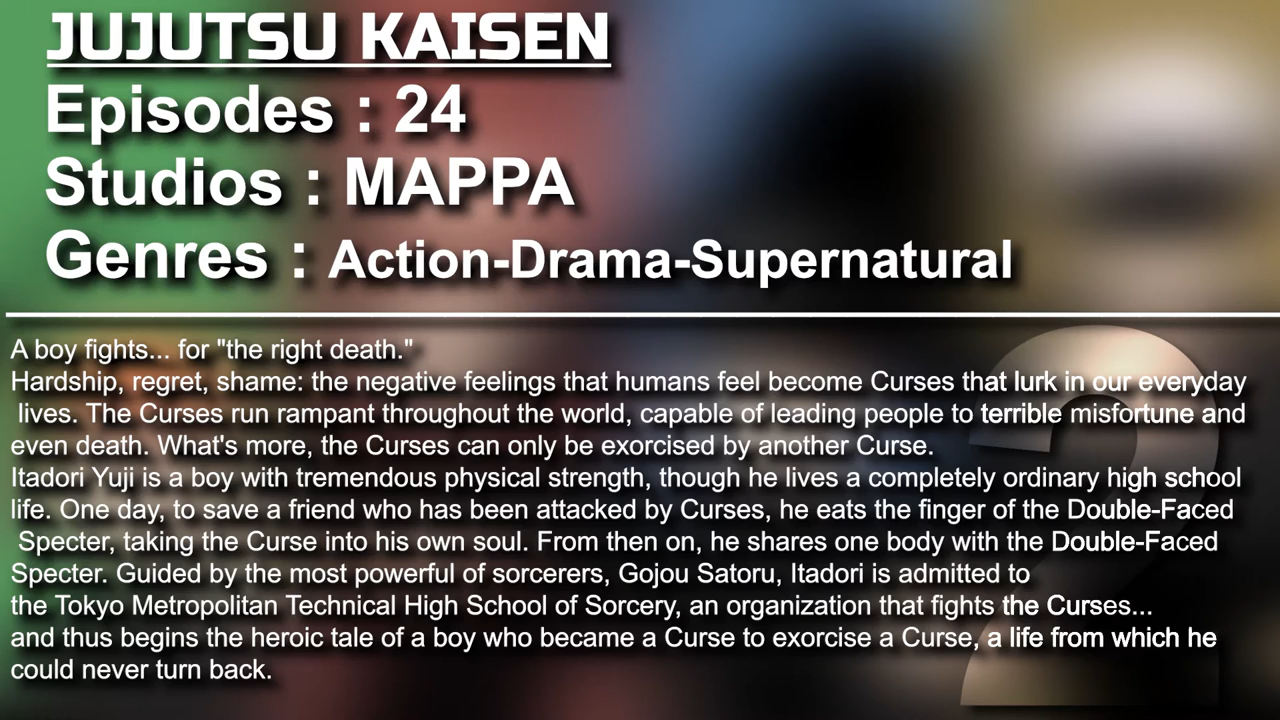 JUJUTSU KAISEN
Episodes : 24
Studios : MAPPA
Genres : Action-Drama-Supernatural
A boy fights... for "the right death."
Hardship, regret, shame: the negative feelings that humans feel become Curses that lurk in our everyday
lives. The Curses run rampant throughout the world, capable of leading people to terrible misfortune and
even death. What's more, the Curses can only be exorcised by another Curse.
Itadori Yuji is a boy with tremendous physical strength, though he lives a completely ordinary high school
life. One day, to save a friend who has been attacked by Curses, he eats the finger of the Double-Faced
Specter, taking the Curse into his own soul. From then on, he shares one body with the Double-Faced
Specter. Guided by the most powerful of sorcerers, Gojou Satoru, Itadori is admitted to
the Tokyo Metropolitan Technical High School of Sorcery, an organization that fights the Curses...
and thus begins the heroic tale of a boy who became a Curse to exorcise a Curse, a life from which he
could never turn back.
2